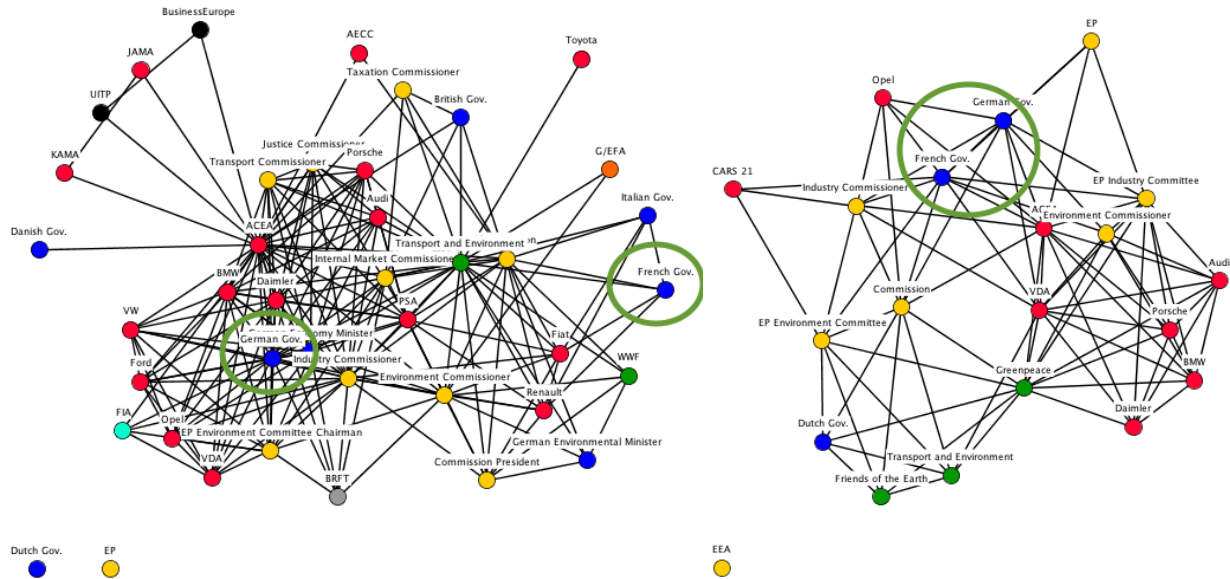 BusinessEurope
JAMA
AECC
Toyota
Taxation Commissioner
UITP
British Gov.
Justice Commissioner
KAMA
Transport Commissioner
Porsche
G/EFA
Audi
Italian Gov.
Danish Gov.
ACEA
Transport and Environment
Internal Market Commissioner
French Gov.
BMW
Daimler
VW
PSA
German Gov.
Economy Minister
Fiat
Ford
Industry Commissioner
WWF
Environment Commissioner
Renault
FIA
Opel
EP Environment Committee Chairman
German Environmental Minister
VDA
Commission President
BRFT
Dutch Gov.
EP
EP
Opel
German Gov.
CARS 21
French Gov.
Industry Commissioner
EP Industry Committee
Environment Commissioner
Audi
Commission
VDA
Porsche
EP Environment Committee
BMW
Greenpeace
Dutch Gov.
Daimler
Transport and Environment
Friends of the Earth
EEA